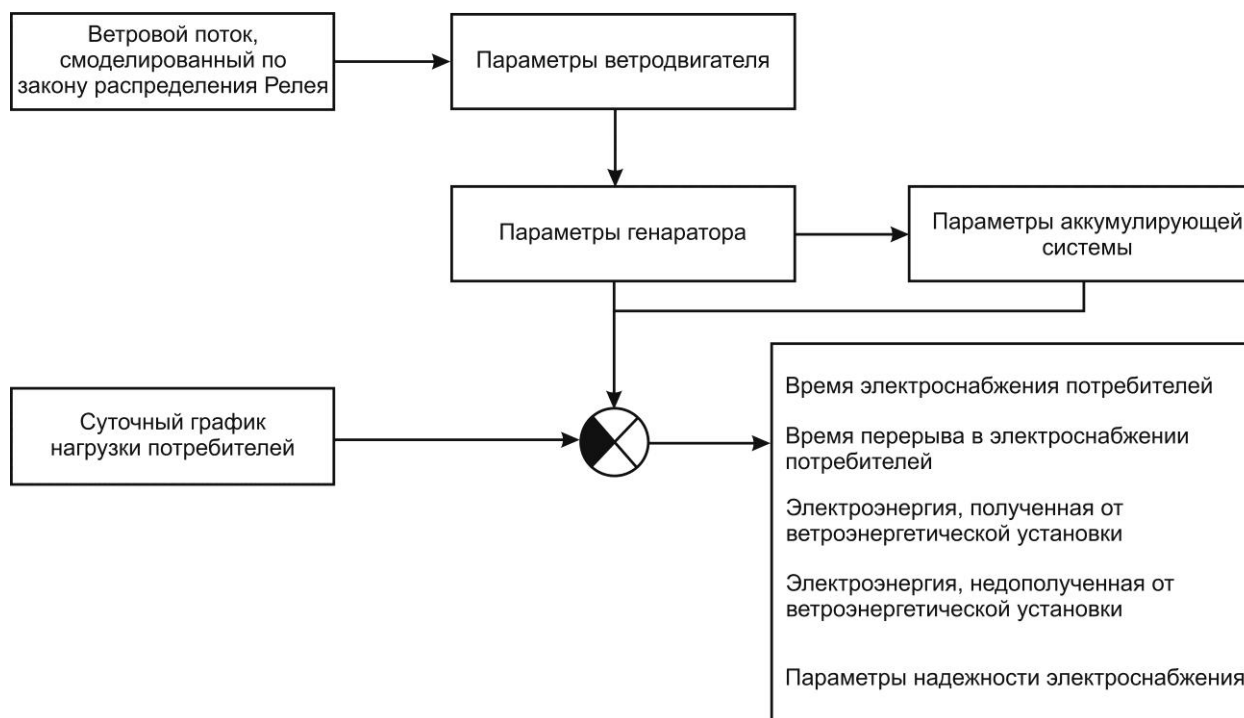 Ветровой поток,
смоделированный по
закону распределения Релея
Параметры ветродвигателя
Параметры генаратора
Параметры аккумулирующей
системы
Суточный график
нагрузки потребителей
Время электроснабжения потребителей
Время перерыва в электроснабжении
потребителей
Электроэнергия, полученная от
ветроэнергетической установки
Электроэнергия, недополученная от
ветроэнергетической установки
Параметры надежности электроснабжения